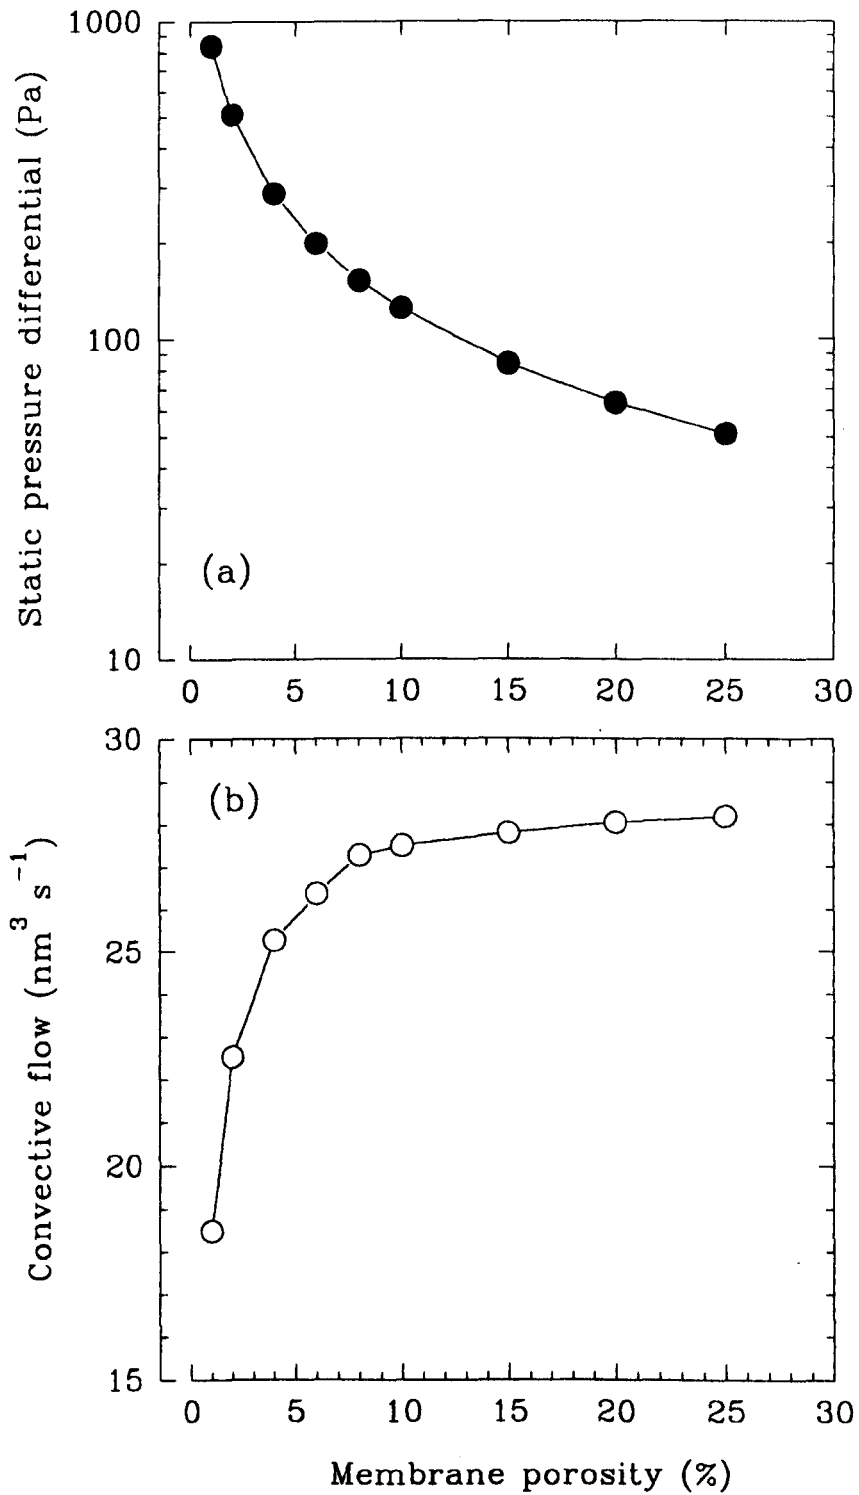 Static pressure differential (Pa)
1000
100
10
(a)
0 5 10 15 20 25 30
Convective flow (nm³ s⁻¹)
30
25
20
15
(b)
0 5 10 15 20 25 30
Membrane porosity (%)